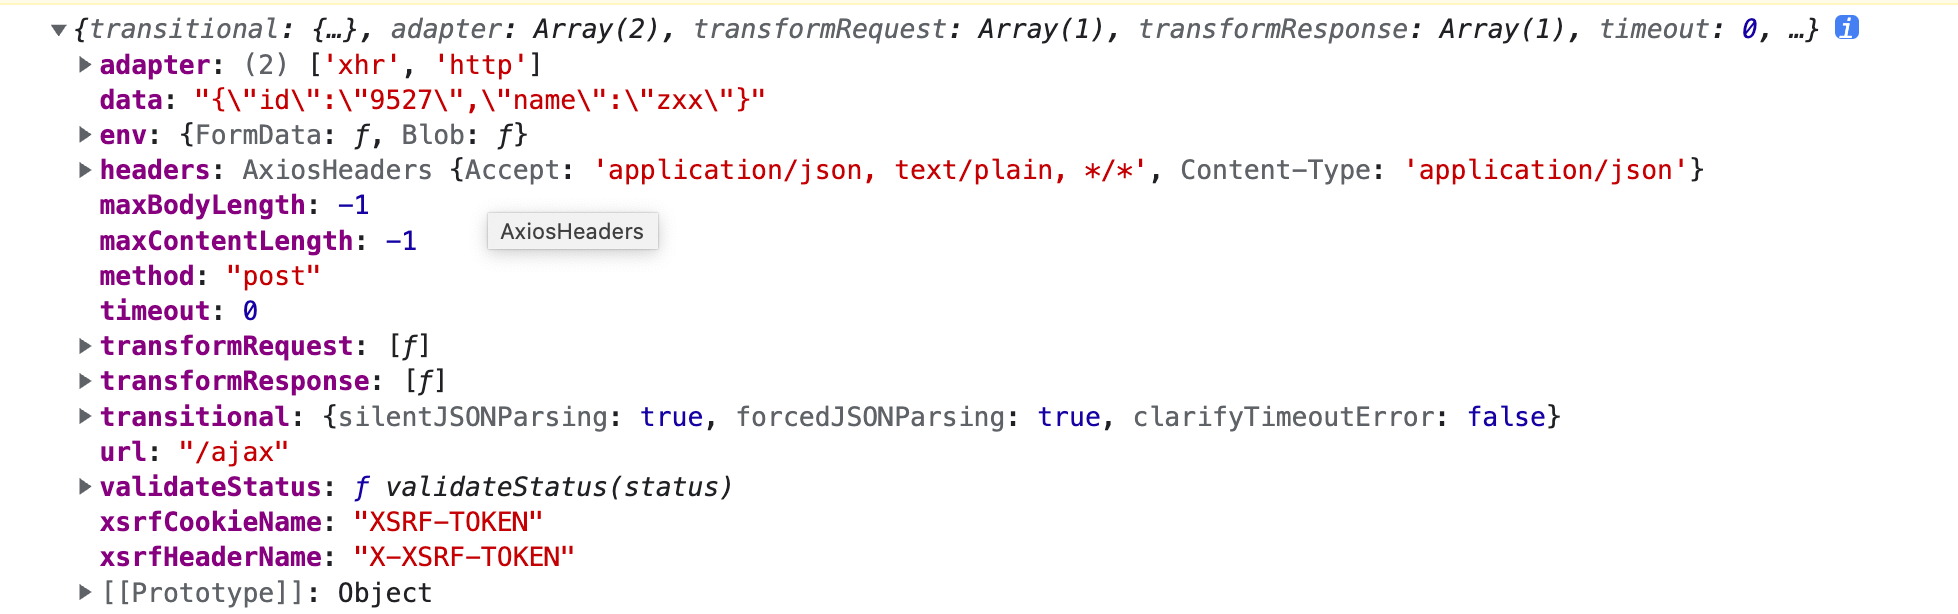 ▼{transitional: {…}, adapter: Array(2), transformRequest: Array(1), transformResponse: Array(1), timeout: 0, …} i
▶adapter: (2) ['xhr', 'http']
data: "{\"id\":\"9527\",\"name\":\"zxx\"}"
▶env: {FormData: ƒ, Blob: ƒ}
▶headers: AxiosHeaders {Accept: 'application/json, text/plain, */*', Content-Type: 'application/json'}
maxBodyLength: -1
AxiosHeaders
maxContentLength: -1
method: "post"
timeout: 0
▶transformRequest: [ƒ]
▶transformResponse: [ƒ]
▶transitional: {silentJSONParsing: true, forcedJSONParsing: true, clarifyTimeoutError: false}
url: "/ajax"
▶validateStatus: ƒ validateStatus(status)
xsrfCookieName: "XSRF-TOKEN"
xsrfHeaderName: "X-XSRF-TOKEN"
▶[[Prototype]]: Object